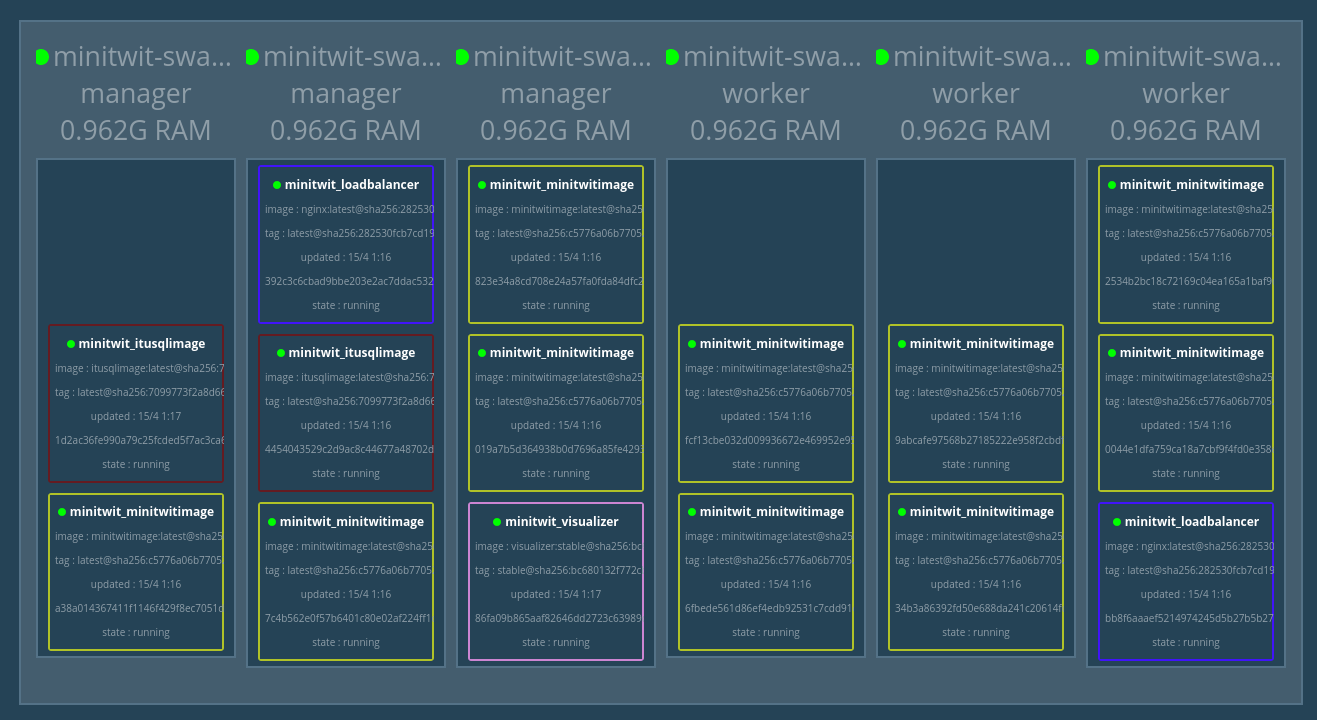 minitwit-swa...
manager
0.962G RAM
minitwit_itusqlimage
image : itusqlimage:latest@sha256:7
tag : latest@sha256:7099773f2a8d66
updated : 15/4 1:17
1d2ac36fe990a79c25fcded5f7ac3ca6
state : running
minitwit_minitwitimage
image : minitwitimage:latest@sha25
tag : latest@sha256:c5776a06b7705
updated : 15/4 1:16
a38a014367411f1146f429f8ec7051c
state : running
minitwit-swa...
manager
0.962G RAM
minitwit_loadbalancer
image : nginx:latest@sha256:282530
tag : latest@sha256:282530fcb7cd19
updated : 15/4 1:16
392c3c6cbad9bbe203e2ac7ddac532
state : running
minitwit_itusqlimage
image : itusqlimage:latest@sha256:7
tag : latest@sha256:7099773f2a8d66
updated : 15/4 1:16
4454043529c2d9ac8c44677a48702d
state : running
minitwit_minitwitimage
image : minitwitimage:latest@sha25
tag : latest@sha256:c5776a06b7705
updated : 15/4 1:16
7c4b562e0f57b6401c80e02af224ff1
state : running
minitwit-swa...
manager
0.962G RAM
minitwit_minitwitimage
image : minitwitimage:latest@sha25
tag : latest@sha256:c5776a06b7705
updated : 15/4 1:16
823e34a8cd708e24a57fa0fda84dfc2
state : running
minitwit_minitwitimage
image : minitwitimage:latest@sha25
tag : latest@sha256:c5776a06b7705
updated : 15/4 1:16
019a7b5d364938b0d7696a85fe4293
state : running
minitwit_visualizer
image : visualizer:stable@sha256:bc
tag : stable@sha256:bc680132f772c
updated : 15/4 1:17
86fa09b865aaf82646dd2723c63989
state : running
minitwit-swa...
worker
0.962G RAM
minitwit_minitwitimage
image : minitwitimage:latest@sha25
tag : latest@sha256:c5776a06b7705
updated : 15/4 1:16
fcf13cbe032d009936672e469952e95
state : running
minitwit_minitwitimage
image : minitwitimage:latest@sha25
tag : latest@sha256:c5776a06b7705
updated : 15/4 1:16
6fbede561d86ef4edb92531c7cdd91
state : running
minitwit-swa...
worker
0.962G RAM
minitwit_minitwitimage
image : minitwitimage:latest@sha25
tag : latest@sha256:c5776a06b7705
updated : 15/4 1:16
9abcafe97568b27185222e958f2cbd
state : running
minitwit_minitwitimage
image : minitwitimage:latest@sha25
tag : latest@sha256:c5776a06b7705
updated : 15/4 1:16
34b3a86392fd50e688da241c20614f
state : running
minitwit-swa...
worker
0.962G RAM
minitwit_minitwitimage
image : minitwitimage:latest@sha25
tag : latest@sha256:c5776a06b7705
updated : 15/4 1:16
2534b2bc18c72169c04ea165a1baf9
state : running
minitwit_minitwitimage
image : minitwitimage:latest@sha25
tag : latest@sha256:c5776a06b7705
updated : 15/4 1:16
0044e1dfa759ca18a7cbf9f4fd0e358
state : running
minitwit_loadbalancer
image : nginx:latest@sha256:282530
tag : latest@sha256:282530fcb7cd19
updated : 15/4 1:16
bb8f6aaaef5214974245d5b27b5b27
state : running